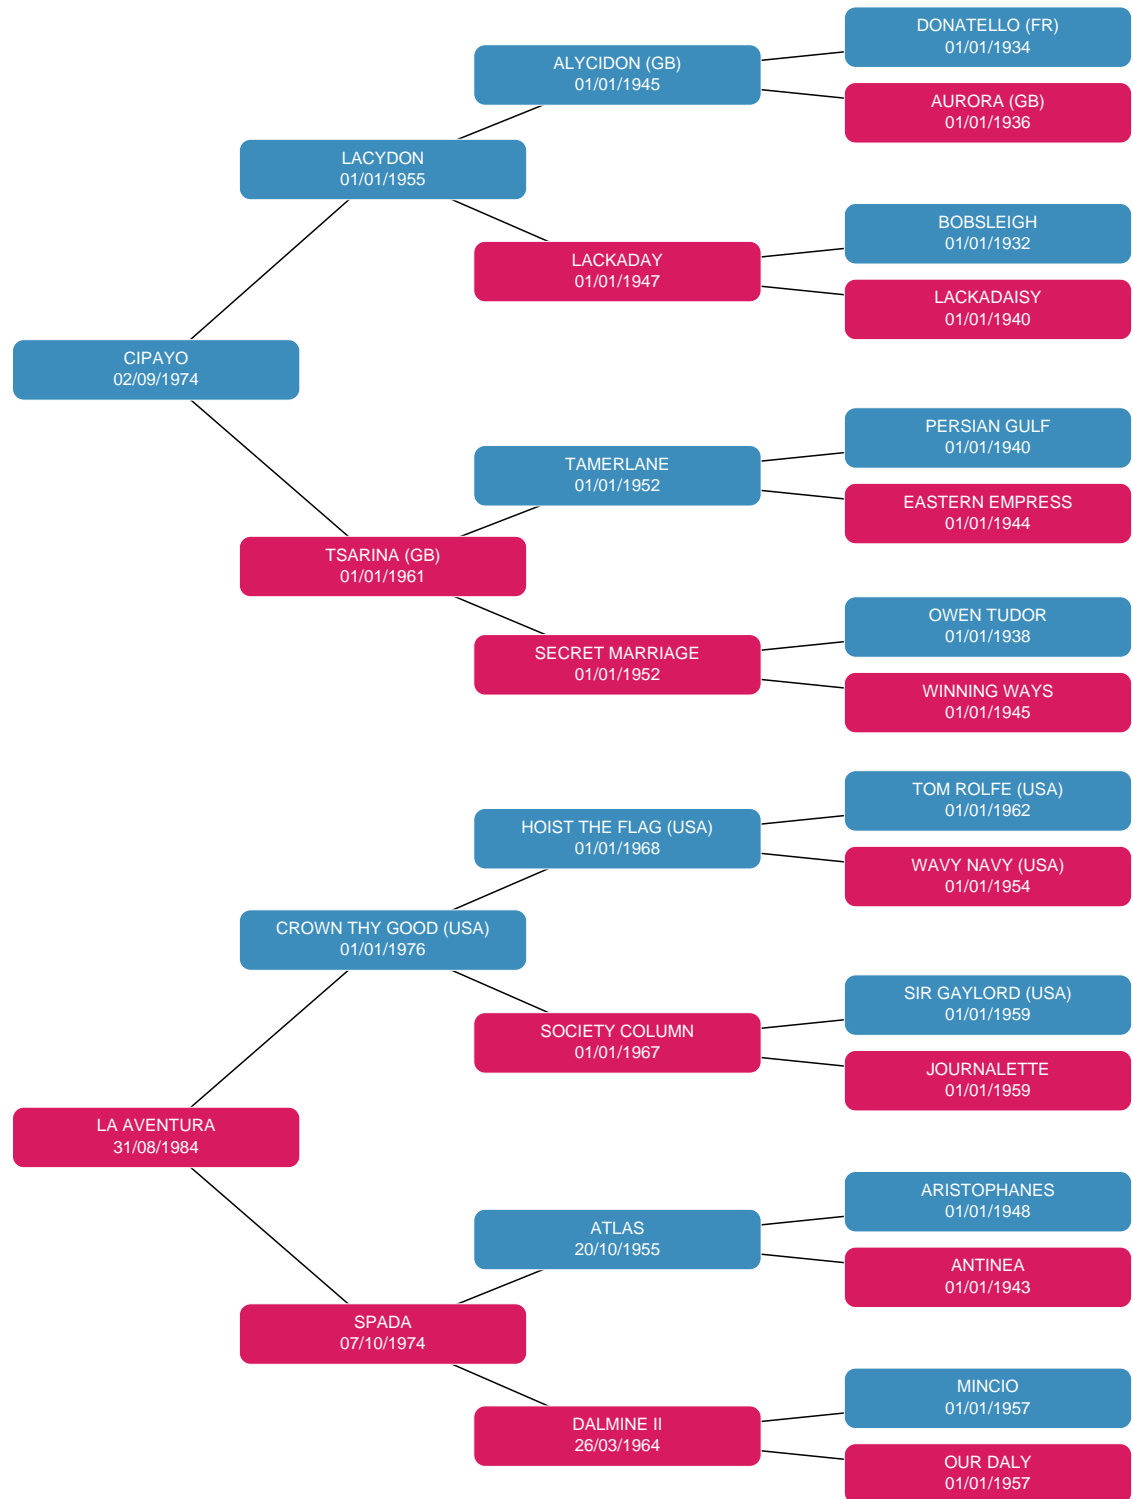 DONATELLO (FR)
01/01/1934
ALYCIDON (GB)
01/01/1945
AURORA (GB)
01/01/1936
LACYDON
01/01/1955
BOBSLEIGH
01/01/1932
LACKADAY
01/01/1947
LACKADAISY
01/01/1940
CIPAYO
02/09/1974
PERSIAN GULF
01/01/1940
TAMERLANE
01/01/1952
EASTERN EMPRESS
01/01/1944
TSARINA (GB)
01/01/1961
OWEN TUDOR
01/01/1938
SECRET MARRIAGE
01/01/1952
WINNING WAYS
01/01/1945
TOM ROLFE (USA)
01/01/1962
HOIST THE FLAG (USA)
01/01/1968
WAVY NAVY (USA)
01/01/1954
CROWN THY GOOD (USA)
01/01/1976
SIR GAYLORD (USA)
01/01/1959
SOCIETY COLUMN
01/01/1967
JOURNALETTE
01/01/1959
LA AVENTURA
31/08/1984
ARISTOPHANES
01/01/1948
ATLAS
20/10/1955
ANTINEA
01/01/1943
SPADA
07/10/1974
MINCIO
01/01/1957
DALMINE II
26/03/1964
OUR DALY
01/01/1957